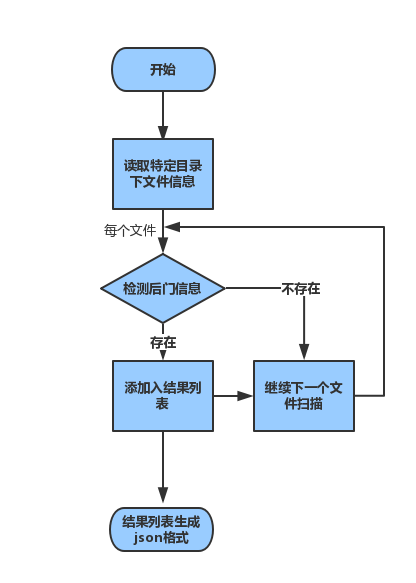 开始
读取特定目录
下文件信息
每个文件
检测后门信息
不存在
存在
添加入结果列
表
继续下一个文
件扫描
结果列表生成
json格式